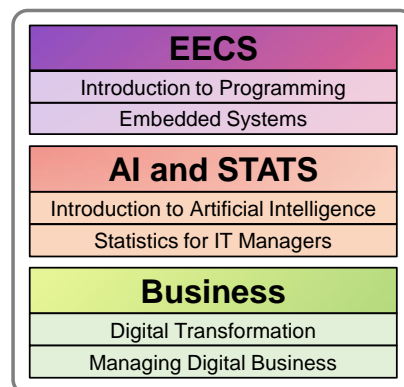 EECS
Introduction to Programming
Embedded Systems
AI and STATS
Introduction to Artificial Intelligence
Statistics for IT Managers
Business
Digital Transformation
Managing Digital Business